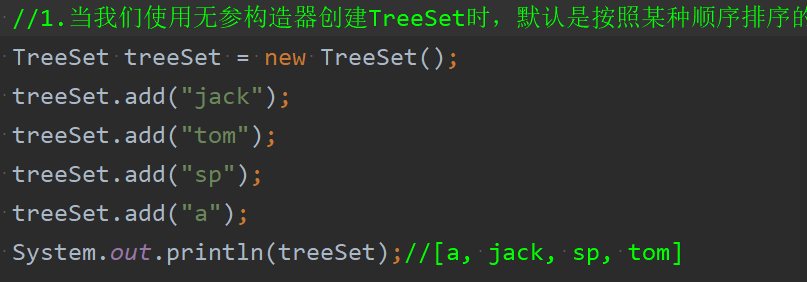 //1.当我们使用无参构造器创建TreeSet时，默认是按照某种顺序排序的
TreeSet treeSet = new TreeSet();
treeSet.add("jack");
treeSet.add("tom");
treeSet.add("sp");
treeSet.add("a");
System.out.println(treeSet);//[a, jack, sp, tom]